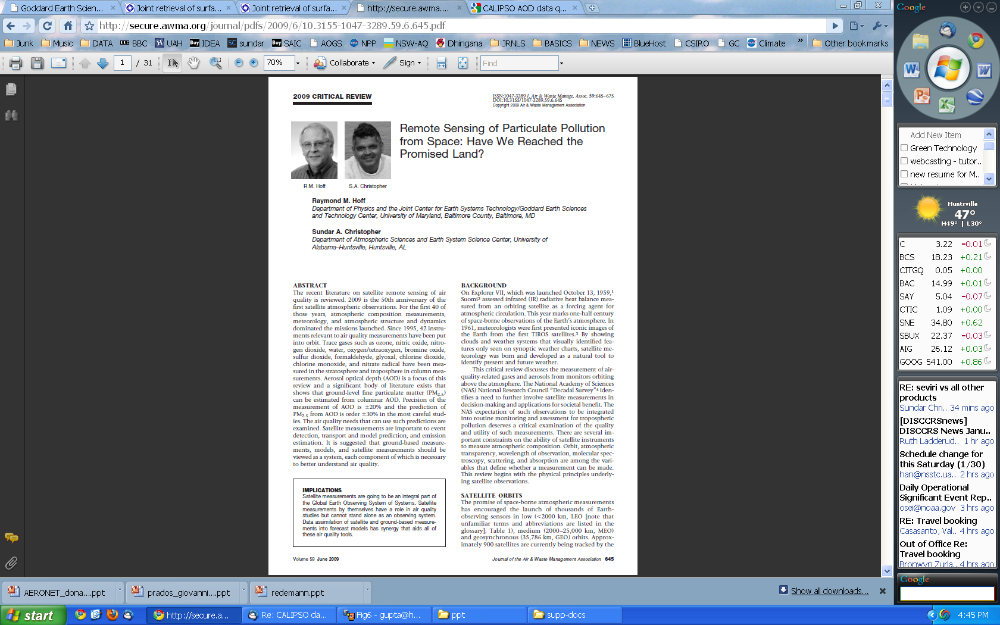 Goddard Earth Scien...
Joint retrieval of surfa...
Joint retrieval of surfa...
http://secure.awma....
CALIPSO AOD data q...
http://secure.awma.org/journal/pdfs/2009/6/10.3155-1047-3289.59.6.645.pdf
Junk
Music
DATA
BBC BBC
UAH
Buy IDEA
SC sundar
Buy SAIC
AOGS
NPP
NSW-AQ
Dhingana
JRNLS
BASICS
NEWS
BlueHost
CSIRO
GC
Climate
»
Other bookmarks
1 / 31
70%
Collaborate
Sign
Find
2009 CRITICAL REVIEW
ISSN:1047-3289 J. Air & Waste Manage. Assoc. 59:645–675
DOI:10.3155/1047-3289.59.6.645
Copyright 2009 Air & Waste Management Association
Remote Sensing of Particulate Pollution
from Space: Have We Reached the
Promised Land?
R.M. Hoff
S.A. Christopher
Raymond M. Hoff
Department of Physics and the Joint Center for Earth Systems Technology/Goddard Earth Sciences
and Technology Center, University of Maryland, Baltimore County, Baltimore, MD
Sundar A. Christopher
Department of Atmospheric Sciences and Earth System Science Center, University of
Alabama–Huntsville, Huntsville, AL
ABSTRACT
The recent literature on satellite remote sensing of air
quality is reviewed. 2009 is the 50th anniversary of the
first satellite atmospheric observations. For the first 40 of
those years, atmospheric composition measurements,
meteorology, and atmospheric structure and dynamics
dominated the missions launched. Since 1995, 42 instru-
ments relevant to air quality measurements have been put
into orbit. Trace gases such as ozone, nitric oxide, nitro-
gen dioxide, water, oxygen/tetraoxygen, bromine oxide,
sulfur dioxide, formaldehyde, glyoxal, chlorine dioxide,
chlorine monoxide, and nitrate radical have been mea-
sured in the stratosphere and troposphere in column mea-
surements. Aerosol optical depth (AOD) is a focus of this
review and a significant body of literature exists that
shows that ground-level fine particulate matter (PM2.5)
can be estimated from columnar AOD. Precision of the
measurement of AOD is ±20% and the prediction of
PM2.5 from AOD is order ±30% in the most careful stud-
ies. The air quality needs that can use such predictions are
examined. Satellite measurements are important to event
detection, transport and model prediction, and emission
estimation. It is suggested that ground-based measure-
ments, models, and satellite measurements should be
viewed as a system, each component of which is necessary
to better understand air quality.
IMPLICATIONS
Satellite measurements are going to be an integral part of
the Global Earth Observing System of Systems. Satellite
measurements by themselves have a role in air quality
studies but cannot stand alone as an observing system.
Data assimilation of satellite and ground-based measure-
ments into forecast models has synergy that aids all of
these air quality tools.
BACKGROUND
On Explorer VII, which was launched October 13, 1959,1
Suomi2 assessed infrared (IR) radiative heat balance mea-
sured from an orbiting satellite as a forcing agent for
atmospheric circulation. This year marks one-half century
of space-borne observations of the Earth's atmosphere. In
1961, meteorologists were first presented iconic images of
the Earth from the first TIROS satellites.3 By showing
clouds and weather systems that visually identified fea-
tures only seen on synoptic weather charts, satellite me-
teorology was born and developed as a natural tool to
identify present and future weather.
This critical review discusses the measurement of air-
quality-related gases and aerosols from monitors orbiting
above the atmosphere. The National Academy of Sciences
(NAS) National Research Council “Decadal Survey”4 iden-
tifies a need to further involve satellite measurements in
decision-making and applications for societal benefit. The
NAS expectation of such observations to be integrated
into routine monitoring and assessment for tropospheric
pollution deserves a critical examination of the quality
and utility of such measurements. There are several im-
portant constraints on the ability of satellite instruments
to measure atmospheric composition. Orbit, atmospheric
transparency, wavelength of observation, molecular spec-
troscopy, scattering, and absorption are among the vari-
ables that define whether a measurement can be made.
This review begins with the physical principles underly-
ing satellite observations.
SATELLITE ORBITS
The promise of space-borne atmospheric measurements
has encouraged the launch of thousands of Earth-
observing sensors in low (<2000 km, LEO [note that
unfamiliar terms and abbreviations are listed in the
glossary]; Table 1), medium (2000–25,000 km, MEO)
and geosynchronous (35,786 km, GEO) orbits. Approx-
imately 900 satellites are currently being tracked by the
Volume 59 June 2009
Journal of the Air & Waste Management Association 645
Google
Add New Item
Green Technology
webcasting - tutor..
new resume for M..
Huntsville
47°
H49° | L30°
C 3.22 -0.01
BCS 18.23 +0.21
CITGQ 0.05 +0.00
BAC 14.99 +0.01
SAY 5.04 -0.07
CTIC 1.09 +0.00
SNE 34.80 +0.62
SBUX 22.37 -0.03
AIG 26.12 +0.03
GOOG 541.00 +0.86
RE: seviri vs all other
products
Sundar Chri.. 34 mins ago
[DISCCRSnews]
DISCCRS News Janu..
Ruth Ladderud.. 1 hr ago
Schedule change for
this Saturday (1/30)
han@nsstc.ua.. 2 hrs ago
Daily Operational
Significant Event Rep..
osei@noaa.gov 3 hrs ago
RE: Travel booking
Casasanto, Val.. 4 hrs ago
Out of Office Re:
Travel booking
Bronwyn Zurla.. 4 hrs ago
Google
AERONET_dona....ppt
prados_giovanni....ppt
redemann.ppt
Show all downloads...
start
http://secure.a...
Re: CALIPSO da...
Fig6 - gupta@h...
ppt
supp-docs
4:45 PM